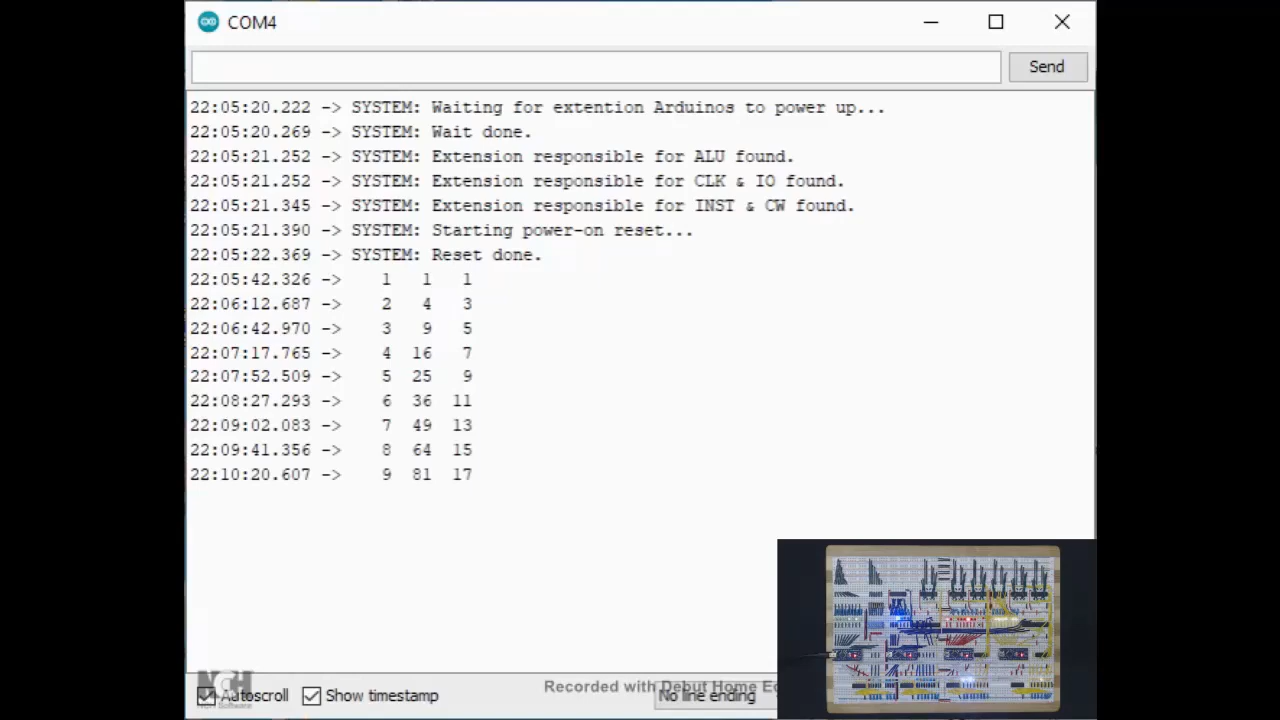 COM4
Send
22:05:20.222 -> SYSTEM: Waiting for extention Arduinos to power up...
22:05:20.269 -> SYSTEM: Wait done.
22:05:21.252 -> SYSTEM: Extension responsible for ALU found.
22:05:21.252 -> SYSTEM: Extension responsible for CLK & IO found.
22:05:21.345 -> SYSTEM: Extension responsible for INST & CW found.
22:05:21.390 -> SYSTEM: Starting power-on reset...
22:05:22.369 -> SYSTEM: Reset done.
22:05:42.326 -> 1 1 1
22:06:12.687 -> 2 4 3
22:06:42.970 -> 3 9 5
22:07:17.765 -> 4 16 7
22:07:52.509 -> 5 25 9
22:08:27.293 -> 6 36 11
22:09:02.083 -> 7 49 13
22:09:41.356 -> 8 64 15
22:10:20.607 -> 9 81 17
NCH Software
Autoscroll Show timestamp
Recorded with Debut Home
No line ending